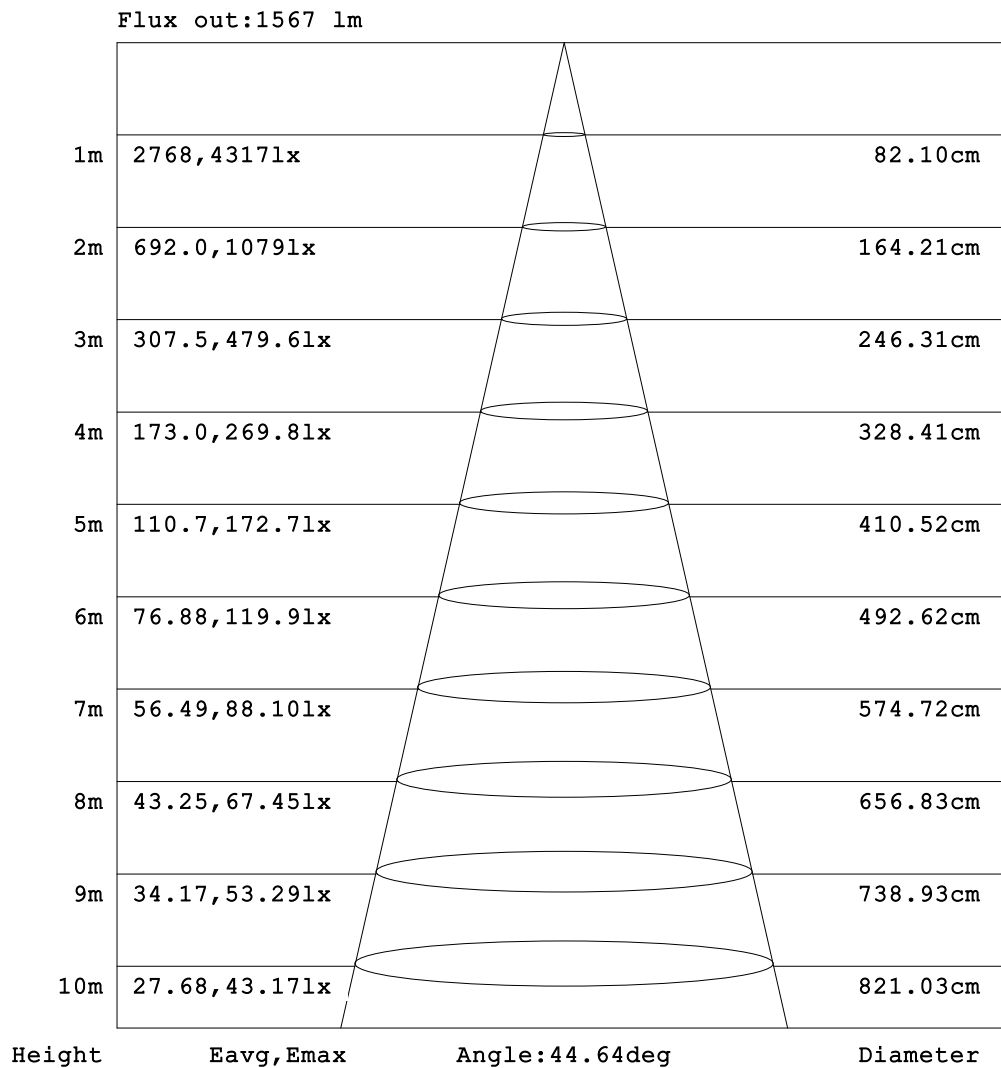 Flux out:1567 lm
1m 2768,4317lx 82.10cm
2m 692.0,1079lx 164.21cm
3m 307.5,479.6lx 246.31cm
4m 173.0,269.8lx 328.41cm
5m 110.7,172.7lx 410.52cm
6m 76.88,119.9lx 492.62cm
7m 56.49,88.10lx 574.72cm
8m 43.25,67.45lx 656.83cm
9m 34.17,53.29lx 738.93cm
10m 27.68,43.17lx 821.03cm
Height Eavg,Emax Angle:44.64deg Diameter